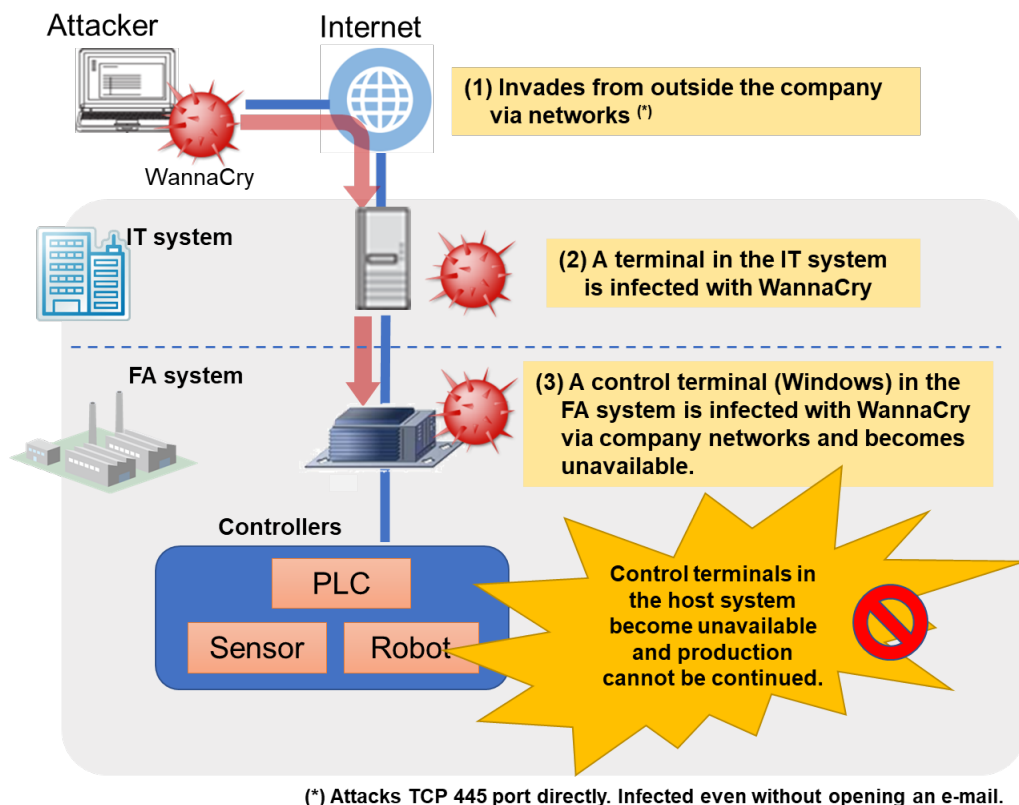 Attacker
Internet
(1) Invades from outside the company
via networks (*)
WannaCry
IT system
(2) A terminal in the IT system
is infected with WannaCry
FA system
(3) A control terminal (Windows) in the
FA system is infected with WannaCry
via company networks and becomes
unavailable.
Controllers
PLC
Sensor
Robot
Control terminals in
the host system
become unavailable
and production
cannot be continued.
(*) Attacks TCP 445 port directly. Infected even without opening an e-mail.